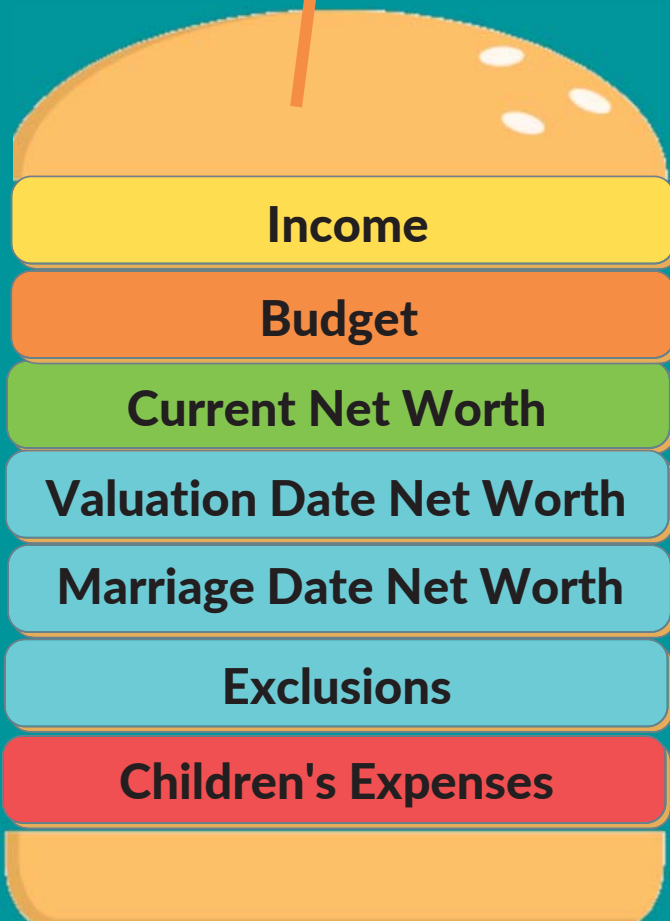 Income
Budget
Current Net Worth
Valuation Date Net Worth
Marriage Date Net Worth
Exclusions
Children's Expenses